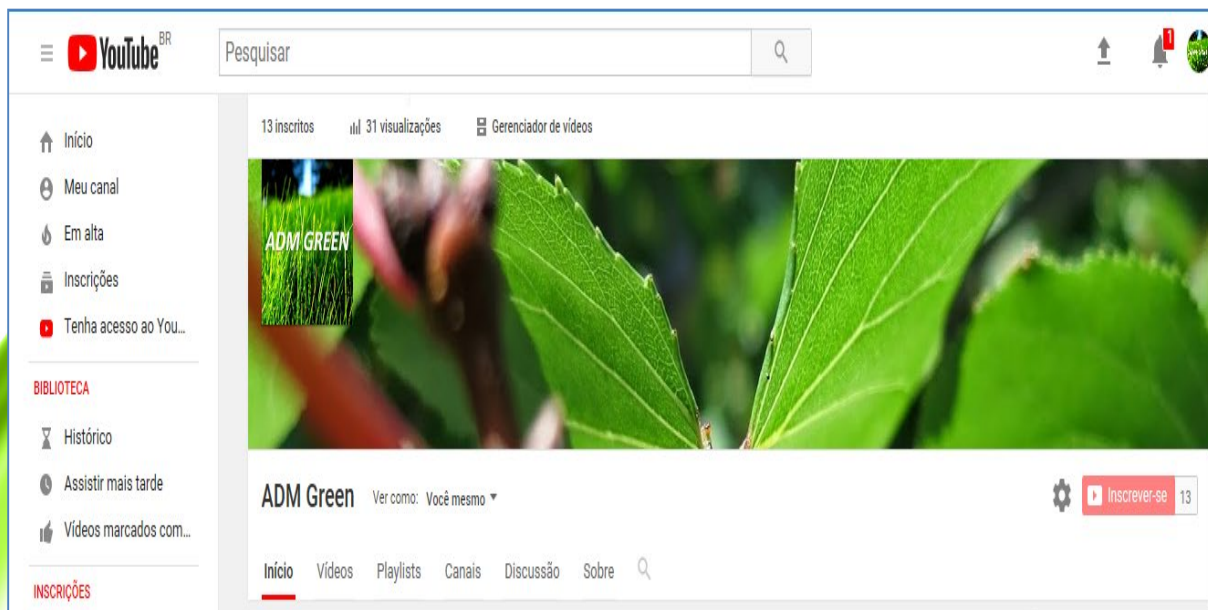 YouTube BR
Pesquisar
1
13 inscritos 31 visualizações Gerenciador de vídeos
Início
Meu canal
Em alta
Inscrições
Tenha acesso ao You...
BIBLIOTECA
Histórico
Assistir mais tarde
Vídeos marcados com...
INSCRIÇÕES
ADM GREEN
ADM Green Ver como: Você mesmo
Inscrever-se 13
Início Vídeos Playlists Canais Discussão Sobre